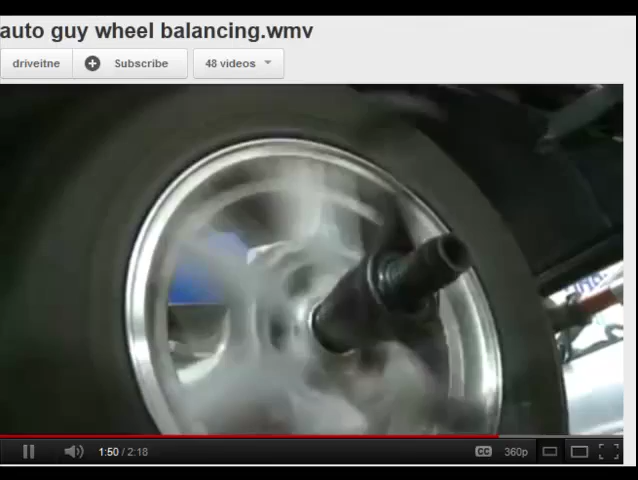 auto guy wheel balancing.wmv
driveitne
Subscribe
48 videos
1:50 / 2:18
CC
360p